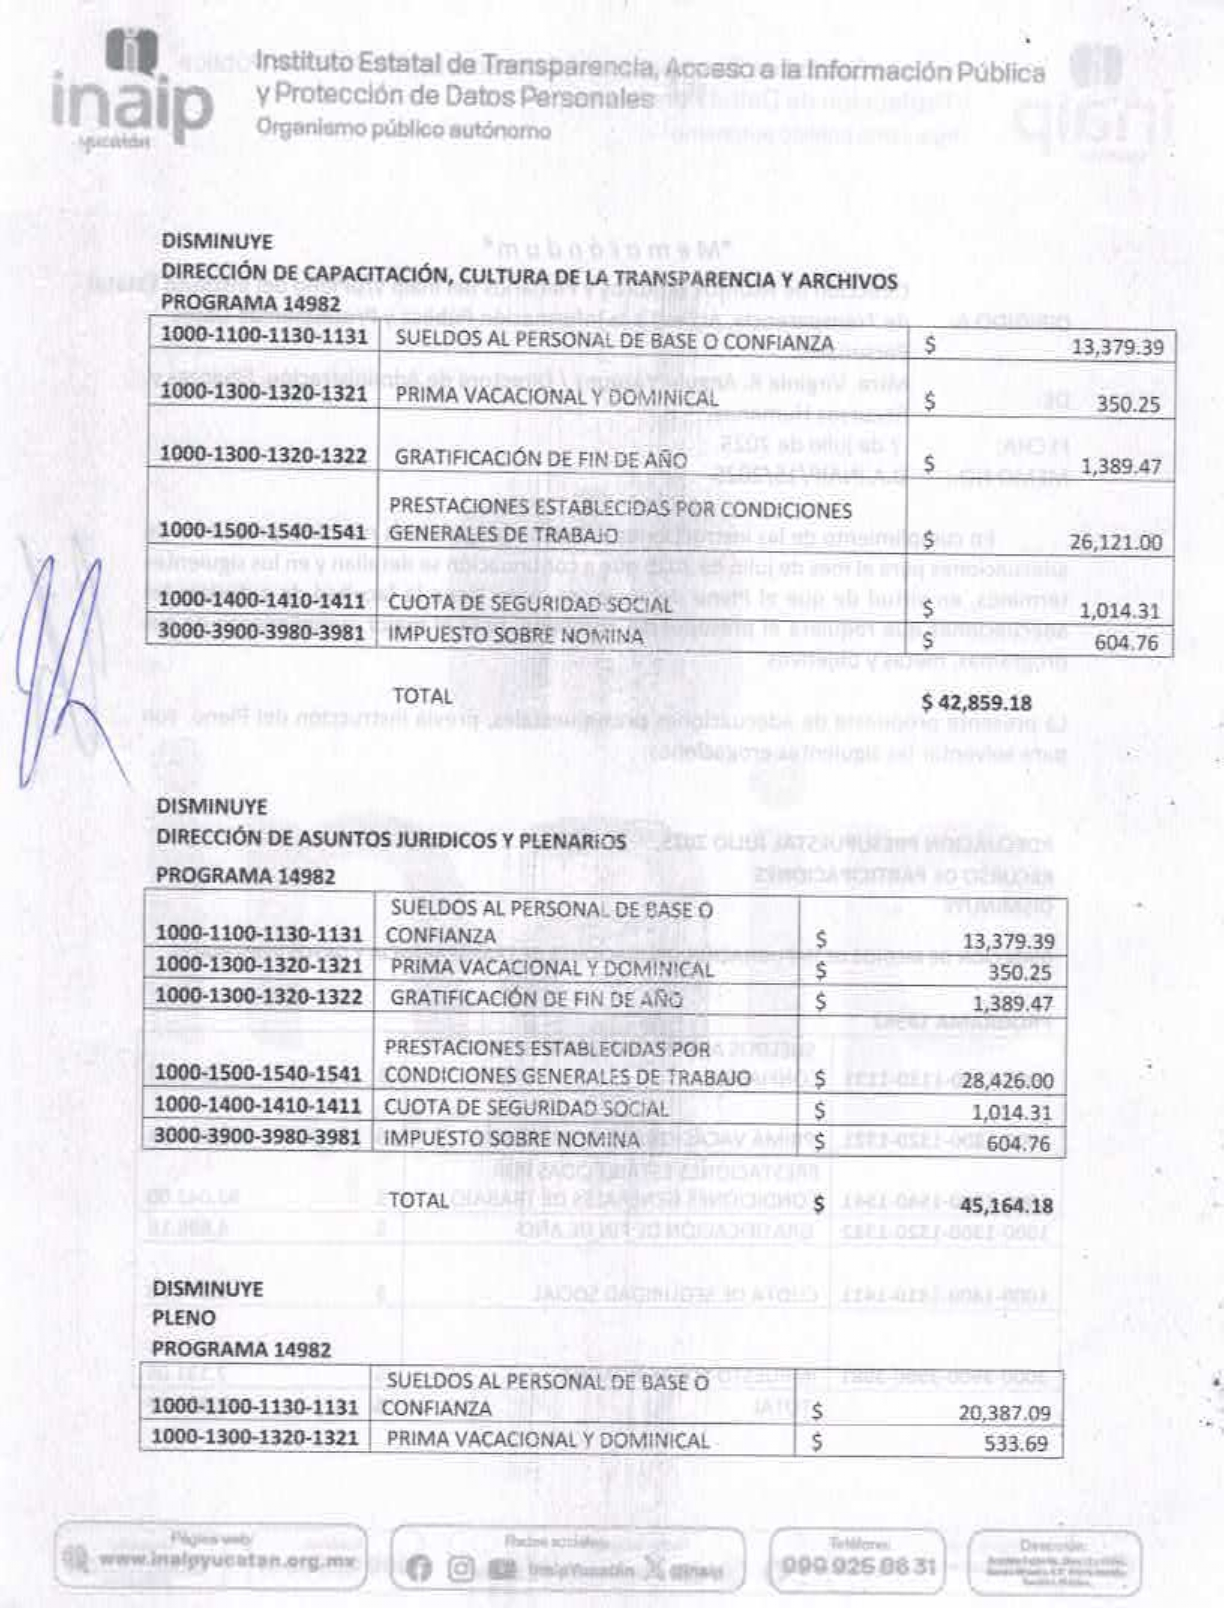 inaip
yucatán
Instituto Estatal de Transparencia, Acceso a la Información Pública
y Protección de Datos Personales
Organismo público autónomo
DISMINUYE
DIRECCIÓN DE CAPACITACIÓN, CULTURA DE LA TRANSPARENCIA Y ARCHIVOS
PROGRAMA 14982
1000-1100-1130-1131 SUELDOS AL PERSONAL DE BASE O CONFIANZA $ 13,379.39
1000-1300-1320-1321 PRIMA VACACIONAL Y DOMINICAL $ 350.25
1000-1300-1320-1322 GRATIFICACIÓN DE FIN DE AÑO $ 1,389.47
PRESTACIONES ESTABLECIDAS POR CONDICIONES
1000-1500-1540-1541 GENERALES DE TRABAJO $ 26,121.00
1000-1400-1410-1411 CUOTA DE SEGURIDAD SOCIAL $ 1,014.31
3000-3900-3980-3981 IMPUESTO SOBRE NOMINA $ 604.76
TOTAL $ 42,859.18
DISMINUYE
DIRECCIÓN DE ASUNTOS JURIDICOS Y PLENARIOS
PROGRAMA 14982
SUELDOS AL PERSONAL DE BASE O
1000-1100-1130-1131 CONFIANZA $ 13,379.39
1000-1300-1320-1321 PRIMA VACACIONAL Y DOMINICAL $ 350.25
1000-1300-1320-1322 GRATIFICACIÓN DE FIN DE AÑO $ 1,389.47
PRESTACIONES ESTABLECIDAS POR
1000-1500-1540-1541 CONDICIONES GENERALES DE TRABAJO $ 28,426.00
1000-1400-1410-1411 CUOTA DE SEGURIDAD SOCIAL $ 1,014.31
3000-3900-3980-3981 IMPUESTO SOBRE NOMINA $ 604.76
TOTAL $ 45,164.18
DISMINUYE
PLENO
PROGRAMA 14982
SUELDOS AL PERSONAL DE BASE O
1000-1100-1130-1131 CONFIANZA $ 20,387.09
1000-1300-1320-1321 PRIMA VACACIONAL Y DOMINICAL $ 533.69
Página web:
www.inaipyucatan.org.mx
Redes sociales:
InaipYucatán
Teléfono:
999 925 86 31
Dirección: